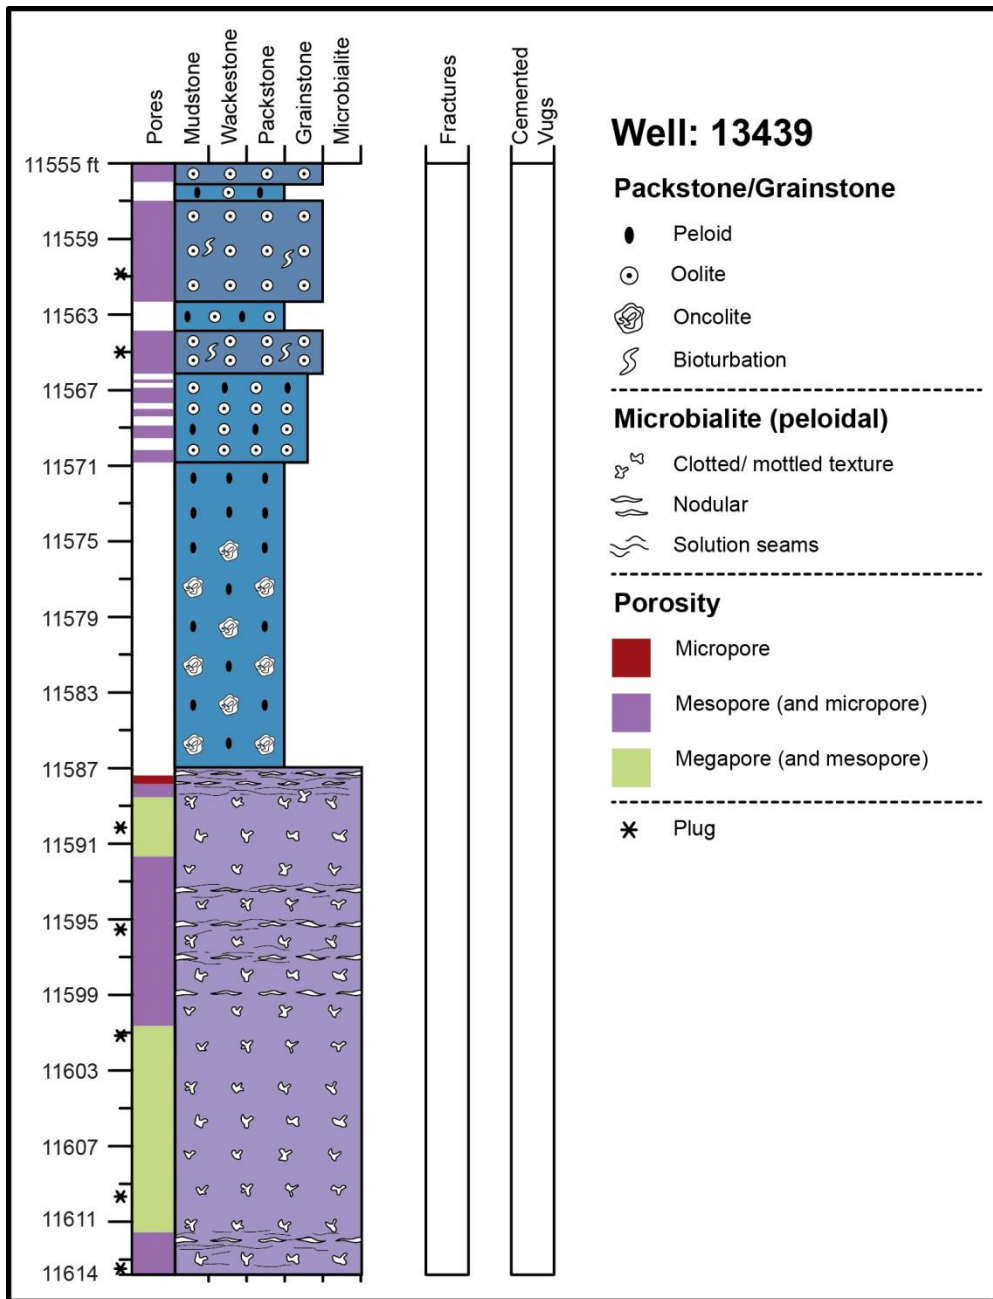 Pores
Mudstone
Wackestone
Packstone
Grainstone
Microbialite
Fractures
Cemented
Vugs
11555 ft
11559
11563
11567
11571
11575
11579
11583
11587
11591
11595
11599
11603
11607
11611
11614
Well: 13439
Packstone/Grainstone
Peloid
Oolite
Oncolite
Bioturbation
Microbialite (peloidal)
Clotted/ mottled texture
Nodular
Solution seams
Porosity
Micropore
Mesopore (and micropore)
Megapore (and mesopore)
Plug